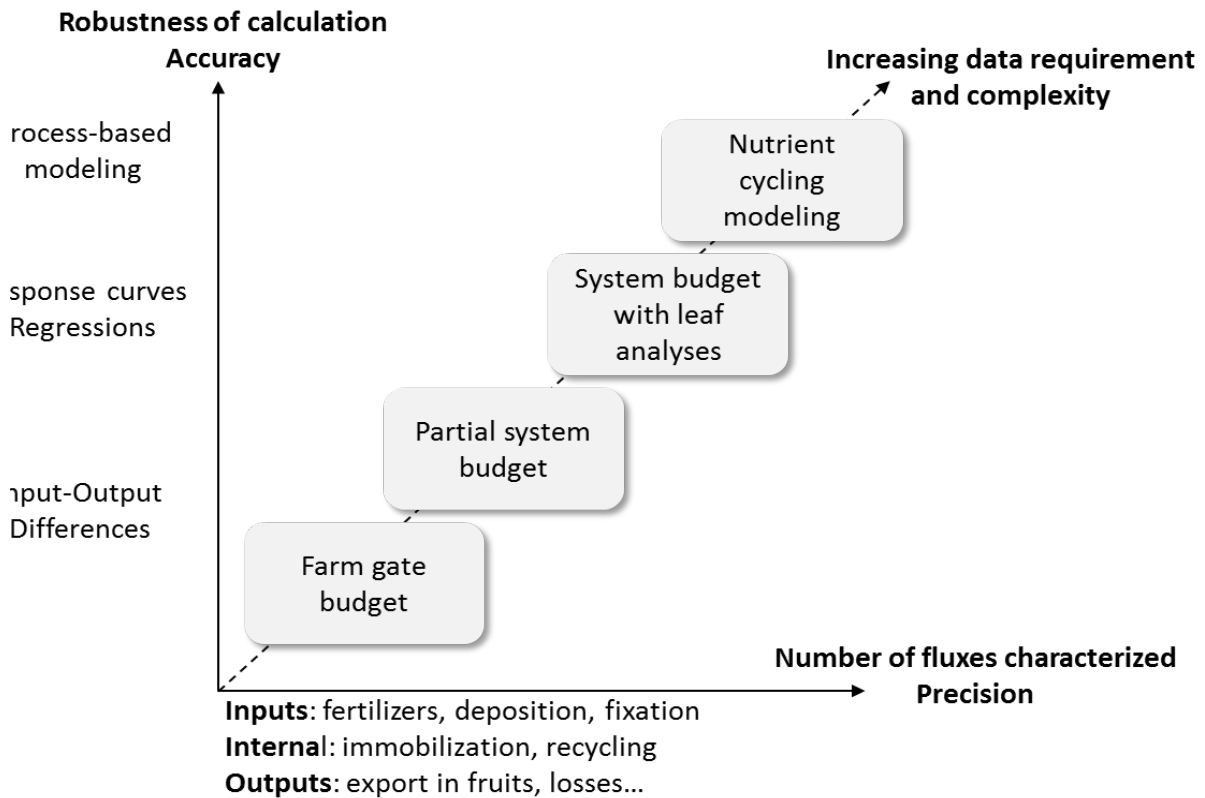 Robustness of calculation
Accuracy
Increasing data requirement
and complexity
rocess-based
modeling
Nutrient
cycling
modeling
sponse curves
Regressions
System budget
with leaf
analyses
Partial system
budget
nput-Output
Differences
Farm gate
budget
Number of fluxes characterized
Precision
Inputs: fertilizers, deposition, fixation
Internal: immobilization, recycling
Outputs: export in fruits, losses...